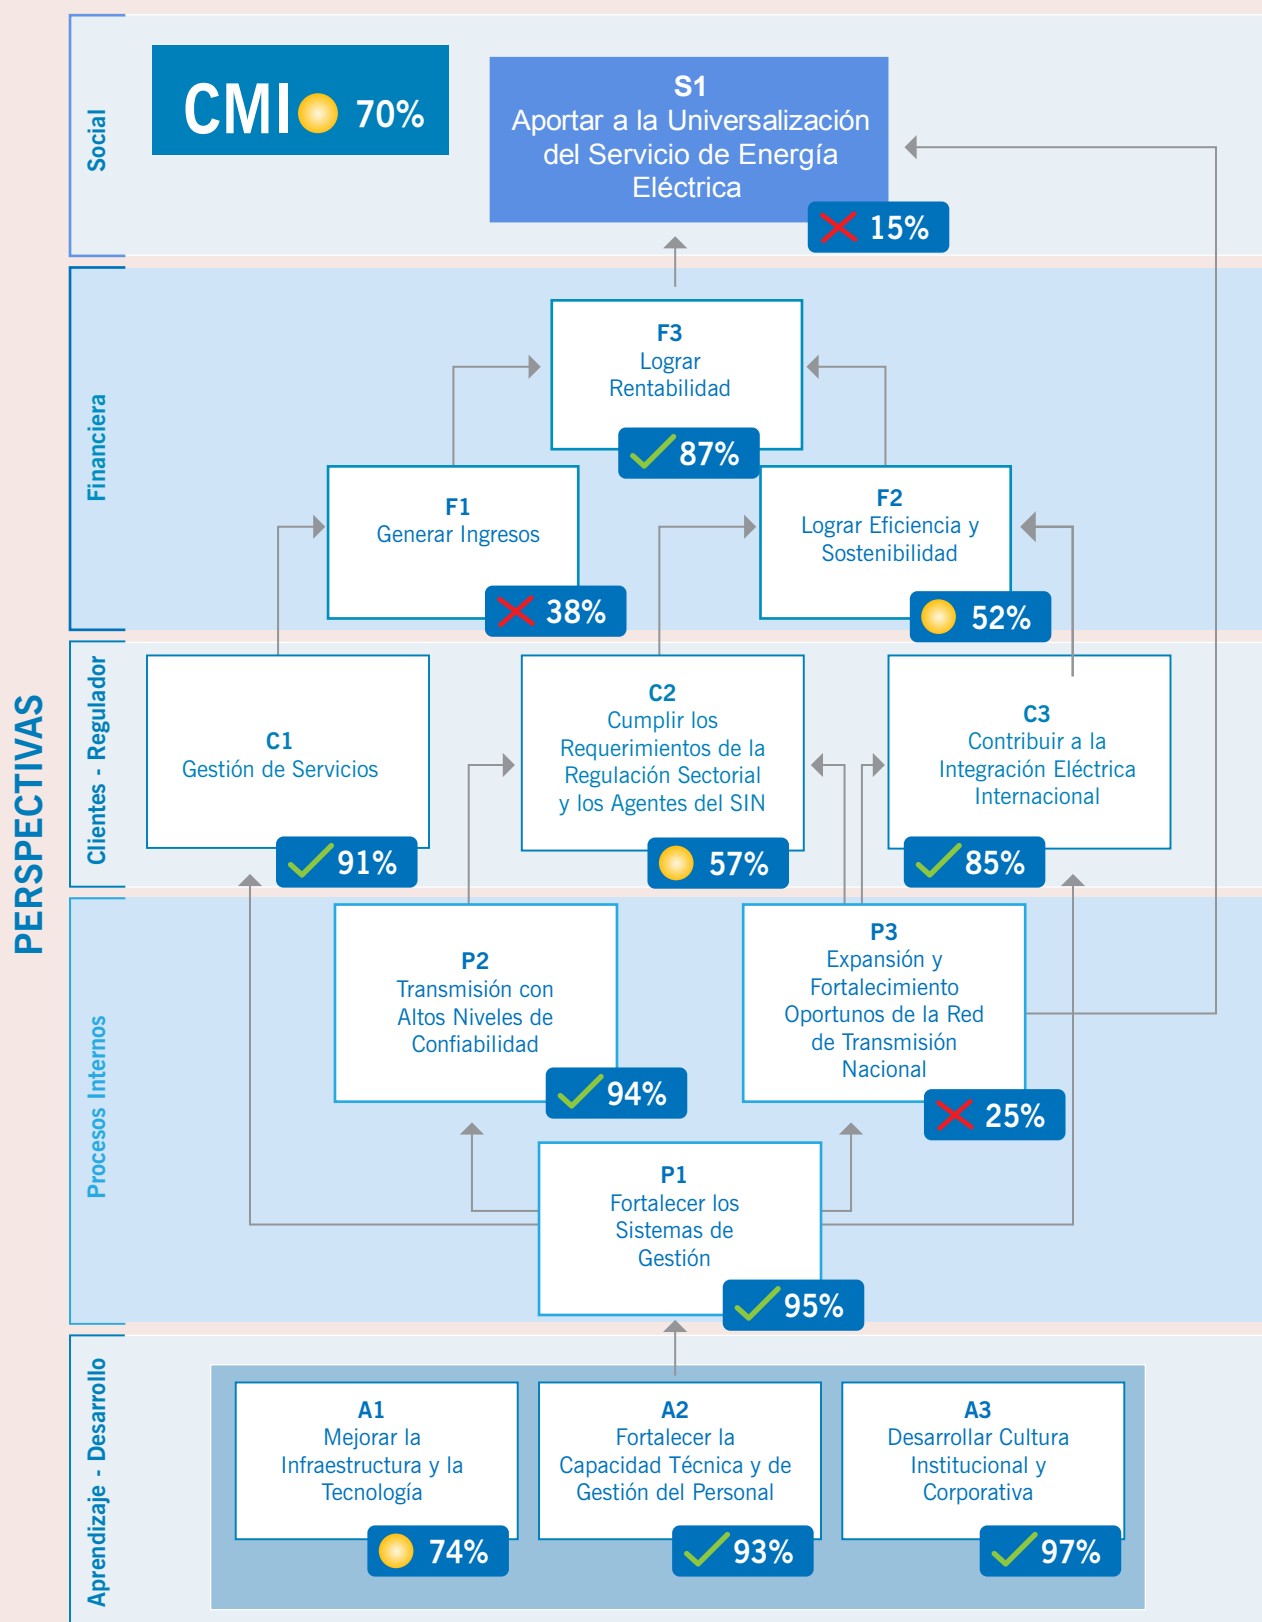 PERSPECTIVAS
Social
CMI 70%
S1
Aportar a la Universalización
del Servicio de Energía
Eléctrica
15%
Financiera
F3
Lograr
Rentabilidad
87%
F1
Generar Ingresos
38%
F2
Lograr Eficiencia y
Sostenibilidad
52%
Clientes - Regulador
C1
Gestión de Servicios
91%
C2
Cumplir los
Requerimientos de la
Regulación Sectorial
y los Agentes del SIN
57%
C3
Contribuir a la
Integración Eléctrica
Internacional
85%
Procesos Internos
P2
Transmisión con
Altos Niveles de
Confiabilidad
94%
P3
Expansión y
Fortalecimiento
Oportunos de la Red
de Transmisión
Nacional
25%
P1
Fortalecer los
Sistemas de
Gestión
95%
Aprendizaje - Desarrollo
A1
Mejorar la
Infraestructura y la
Tecnología
74%
A2
Fortalecer la
Capacidad Técnica y de
Gestión del Personal
93%
A3
Desarrollar Cultura
Institucional y
Corporativa
97%